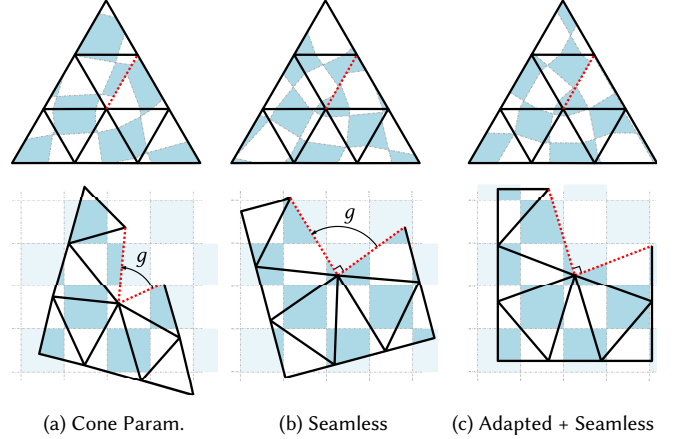 g
g
(a) Cone Param.
(b) Seamless
(c) Adapted + Seamless